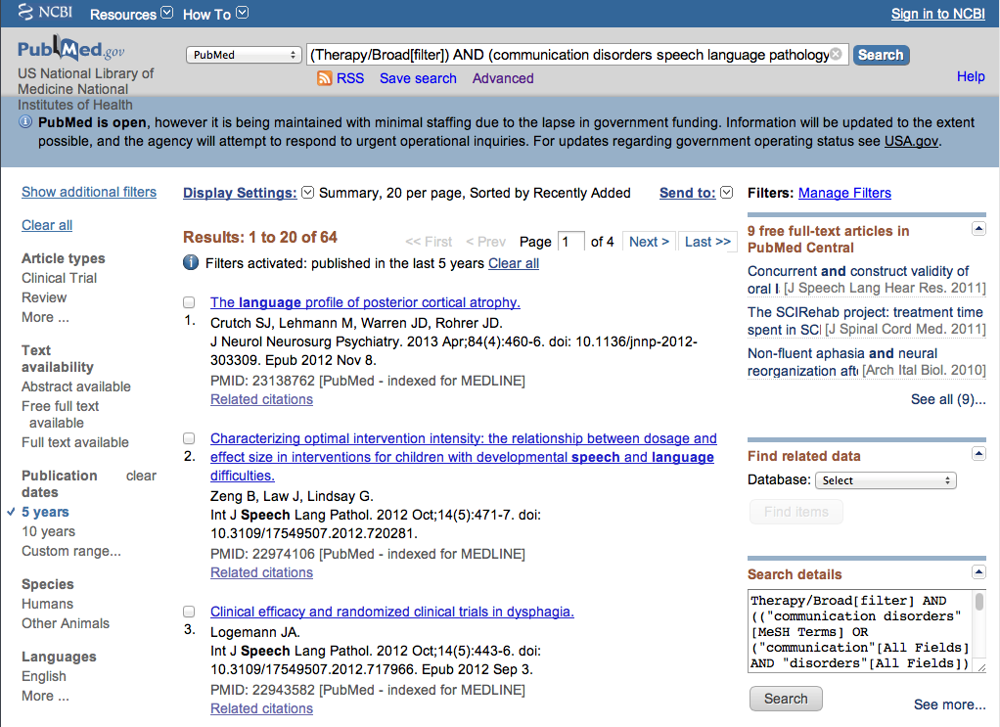 NCBI Resources How To Sign in to NCBI
PubMed.gov
US National Library of
Medicine National
Institutes of Health
PubMed
(Therapy/Broad[filter]) AND (communication disorders speech language pathology
Search
RSS Save search Advanced
Help
PubMed is open, however it is being maintained with minimal staffing due to the lapse in government funding. Information will be updated to the extent
possible, and the agency will attempt to respond to urgent operational inquiries. For updates regarding government operating status see USA.gov.
Show additional filters
Clear all
Article types
Clinical Trial
Review
More ...
Text
availability
Abstract available
Free full text
available
Full text available
Publication clear
dates
5 years
10 years
Custom range...
Species
Humans
Other Animals
Languages
English
More ...
Display Settings: Summary, 20 per page, Sorted by Recently Added Send to:
Results: 1 to 20 of 64
<< First < Prev Page 1 of 4 Next > Last >>
Filters activated: published in the last 5 years Clear all
The language profile of posterior cortical atrophy.
1. Crutch SJ, Lehmann M, Warren JD, Rohrer JD.
J Neurol Neurosurg Psychiatry. 2013 Apr;84(4):460-6. doi: 10.1136/jnnp-2012-
303309. Epub 2012 Nov 8.
PMID: 23138762 [PubMed - indexed for MEDLINE]
Related citations
Characterizing optimal intervention intensity: the relationship between dosage and
2. effect size in interventions for children with developmental speech and language
difficulties.
Zeng B, Law J, Lindsay G.
Int J Speech Lang Pathol. 2012 Oct;14(5):471-7. doi:
10.3109/17549507.2012.720281.
PMID: 22974106 [PubMed - indexed for MEDLINE]
Related citations
Clinical efficacy and randomized clinical trials in dysphagia.
3. Logemann JA.
Int J Speech Lang Pathol. 2012 Oct;14(5):443-6. doi:
10.3109/17549507.2012.717966. Epub 2012 Sep 3.
PMID: 22943582 [PubMed - indexed for MEDLINE]
Related citations
Filters: Manage Filters
9 free full-text articles in
PubMed Central
Concurrent and construct validity of
oral [J Speech Lang Hear Res. 2011]
The SCIRehab project: treatment time
spent in SCI [J Spinal Cord Med. 2011]
Non-fluent aphasia and neural
reorganization afte [Arch Ital Biol. 2010]
See all (9)...
Find related data
Database: Select
Find items
Search details
Therapy/Broad[filter] AND
(("communication disorders"
[MeSH Terms] OR
("communication"[All Fields]
AND "disorders"[All Fields])
Search
See more...